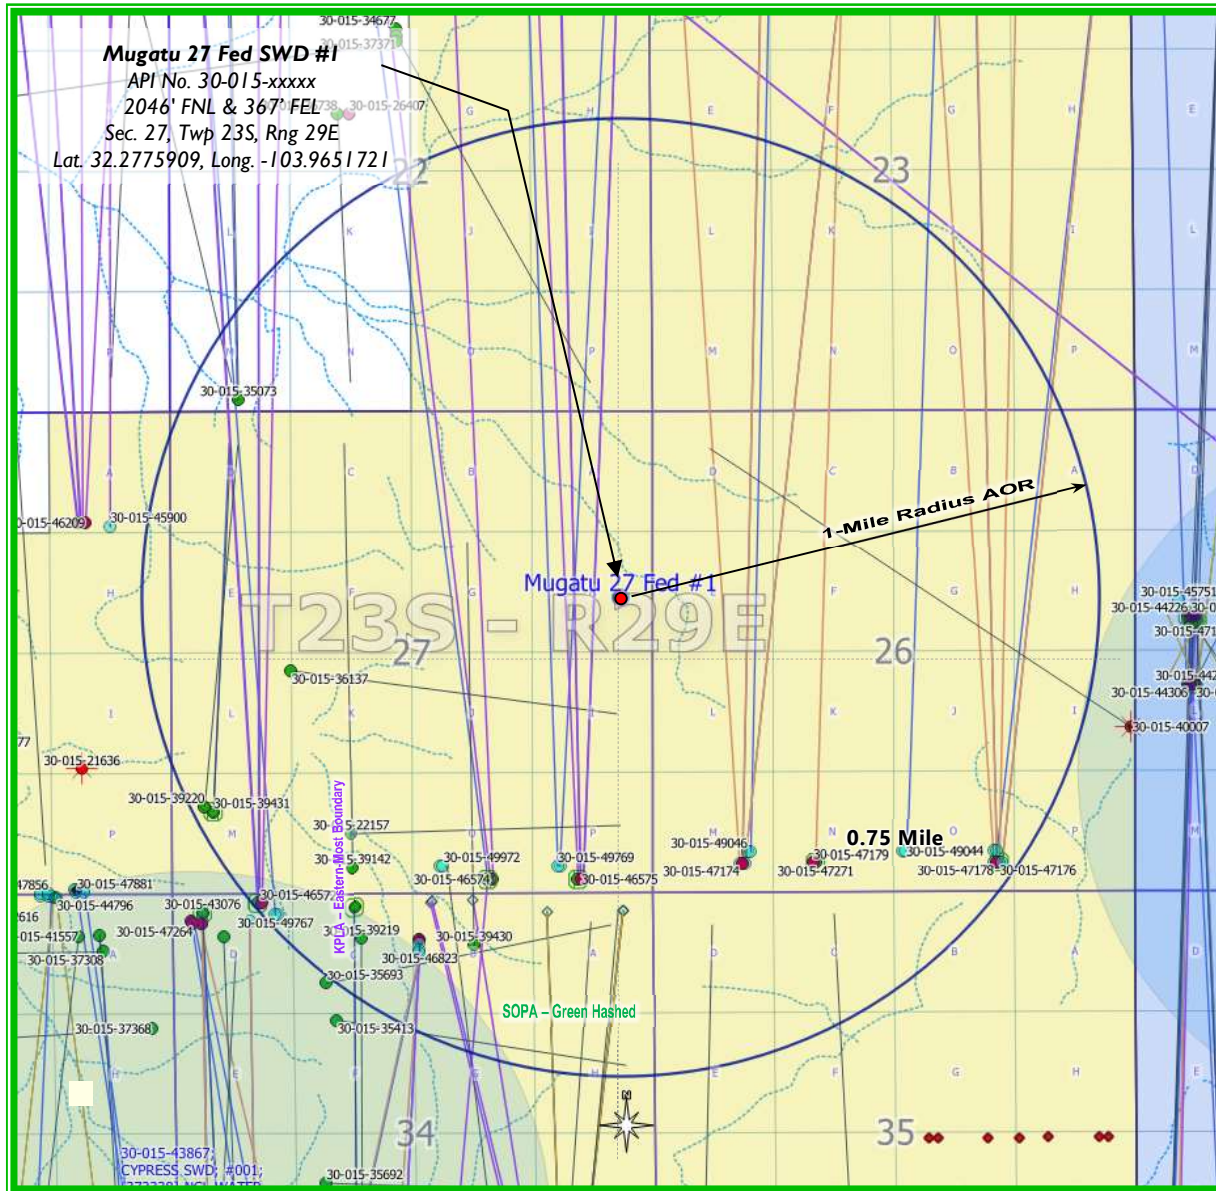 30-015-34677
30-015-37371
Mugatu 27 Fed SWD #1
API No. 30-015-xxxxx
2046' FNL & 367' FEL
Sec. 27, Twp 23S, Rng 29E
Lat. 32.2775909, Long. -103.9651721
30-015-26407
G H E F G H E
22 23
I L K J I L K J I L
P M N O P M N O P M
30-015-35073
A D C B A D C B A D
30-015-46209
30-015-45900
1-Mile Radius AOR
Mugatu 27 Fed #1
H E F G F G H
T23S - R29E
27 26
30-015-45751
30-015-44226
30-015-36137
30-015-44306
I L K J I L K J I L
30-015-40007
30-015-21636
30-015-39220
30-015-39431
KPLA – Eastern-Most Boundary
30-015-22157
P M O P M N O P
0.75 Mile
30-015-39142
30-015-49972
30-015-49769
30-015-49046
30-015-47179
30-015-49044
30-015-46574
30-015-46575
30-015-47174
30-015-47271
30-015-47178
30-015-47176
47856
30-015-47881
30-015-44796
30-015-43076
30-015-46572
30-015-49767
2616
30-015-41557
30-015-47264
30-015-39219
30-015-39430
30-015-37308
30-015-46823
A D C B A D C B A D
30-015-35693
SOPA – Green Hashed
30-015-37368
30-015-35413
H E F G H E F G H E
N
34 35
30-015-43867;
CYPRESS SWD; #001;
30-015-35692